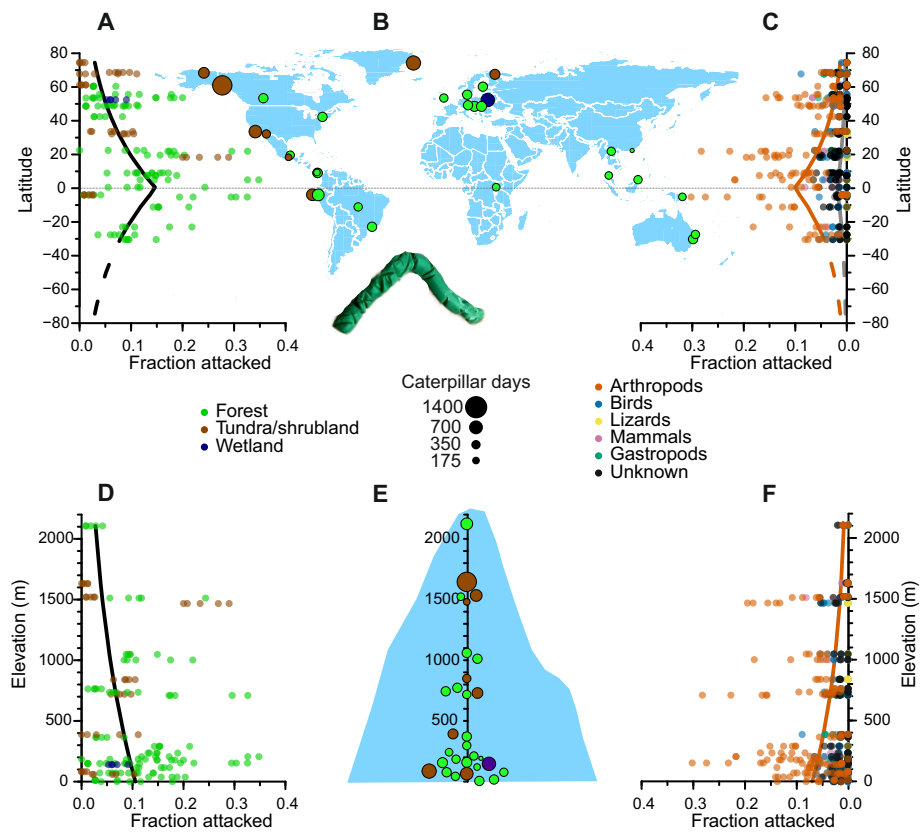 A
B
C
80
60
40
20
0
−20
−40
−60
−80
Latitude
0.0
0.1
0.2
0.3
0.4
Fraction attacked
80
60
40
20
0
−20
−40
−60
−80
Latitude
0.4
0.3
0.2
0.1
0.0
Fraction attacked
Forest
Tundra/shrubland
Wetland
Caterpillar days
1400
700
350
175
Arthropods
Birds
Lizards
Mammals
Gastropods
Unknown
D
E
F
2000
1500
1000
500
0
Elevation (m)
0.0
0.1
0.2
0.3
0.4
Fraction attacked
2000
1500
1000
500
2000
1500
1000
500
0
Elevation (m)
0.4
0.3
0.2
0.1
0.0
Fraction attacked